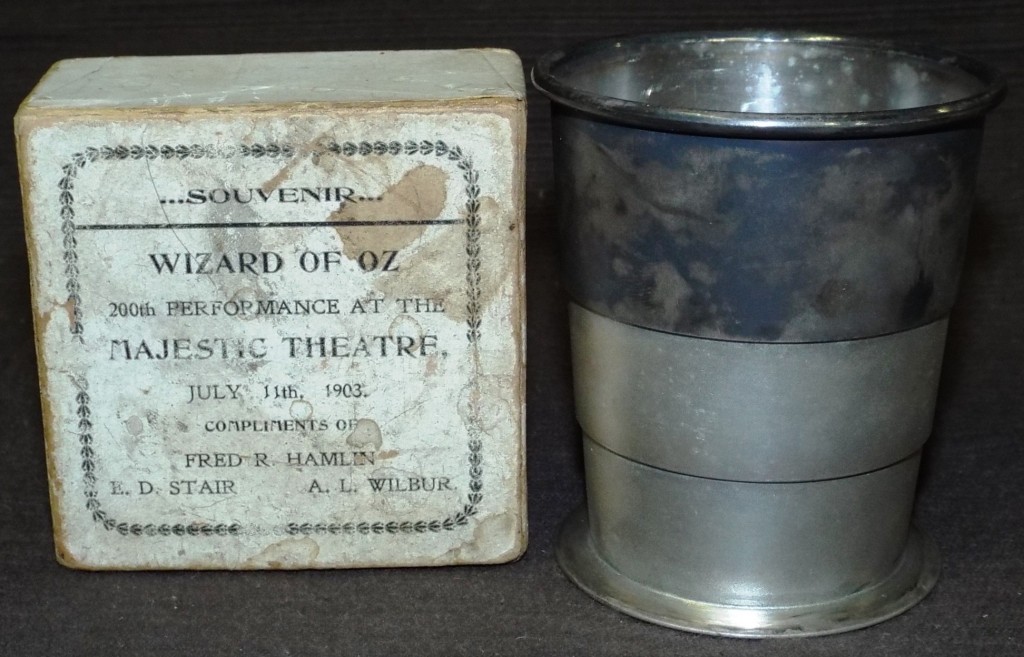 ...SOUVENIR...
WIZARD OF OZ
200th PERFORMANCE AT THE
MAJESTIC THEATRE,
JULY 11th, 1903.
COMPLIMENTS OF
FRED R. HAMLIN
E. D. STAIR A. L. WILBUR.